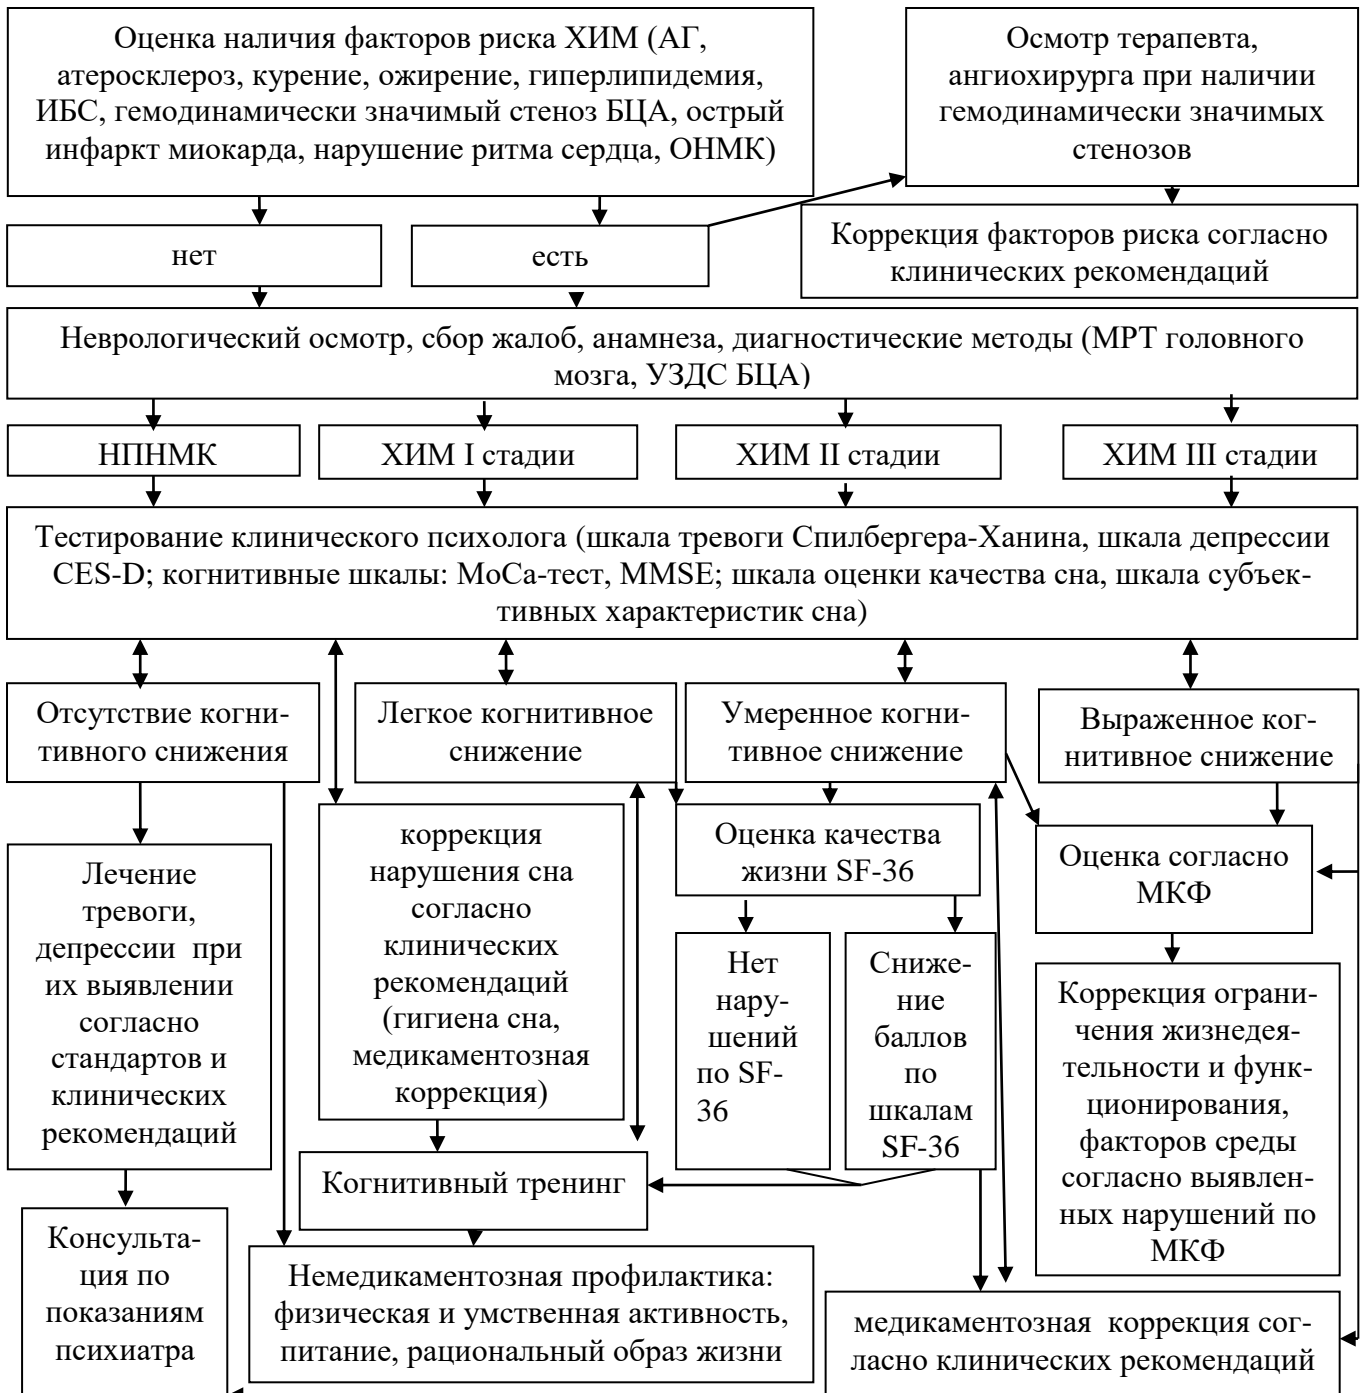 Оценка наличия факторов риска ХИМ (АГ,
атеросклероз, курение, ожирение, гиперлипидемия,
ИБС, гемодинамически значимый стеноз БЦА, острый
инфаркт миокарда, нарушение ритма сердца, ОНМК)
Осмотр терапевта,
ангиохирурга при наличии
гемодинамически значимых
стенозов
нет
есть
Коррекция факторов риска согласно
клинических рекомендаций
Неврологический осмотр, сбор жалоб, анамнеза, диагностические методы (МРТ головного
мозга, УЗДС БЦА)
НПНМК
ХИМ I стадии
ХИМ II стадии
ХИМ III стадии
Тестирование клинического психолога (шкала тревоги Спилбергера-Ханина, шкала депрессии
CES-D; когнитивные шкалы: МоСа-тест, MMSE; шкала оценки качества сна, шкала субъек-
тивных характеристик сна)
Отсутствие когни-
тивного снижения
Легкое когнитивное
снижение
Умеренное когни-
тивное снижение
Выраженное ког-
нитивное снижение
Лечение
тревоги,
депрессии при
их выявлении
согласно
стандартов и
клинических
рекомендаций
коррекция
нарушения сна
согласно
клинических
рекомендаций
(гигиена сна,
медикаментозная
коррекция)
Оценка качества
жизни SF-36
Оценка согласно
МКФ
Нет
нару-
шений
по SF-
36
Сниже-
ние
баллов
по
шкалам
SF-36
Коррекция ограни-
чения жизнедея-
тельности и функ-
ционирования,
факторов среды
согласно выявлен-
ных нарушений по
МКФ
Когнитивный тренинг
Консульта-
ция по
показаниям
психиатра
Немедикаментозная профилактика:
физическая и умственная активность,
питание, рациональный образ жизни
медикаментозная коррекция сог-
ласно клинических рекомендаций